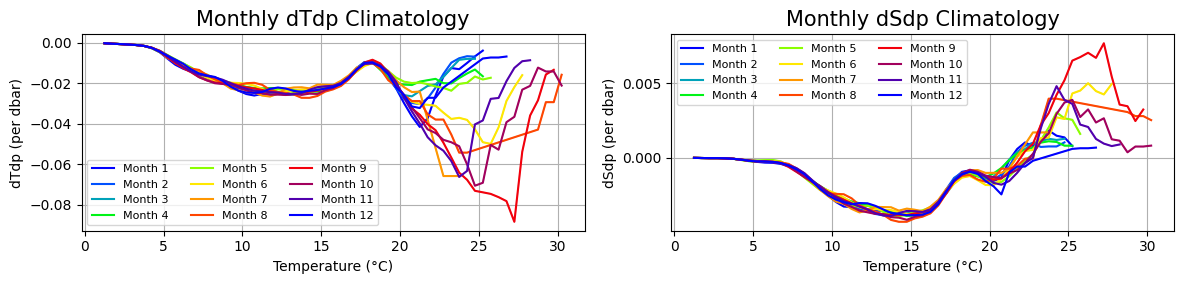 Monthly dTdp Climatology
dTdp (per dbar)
0.00
−0.02
−0.04
−0.06
−0.08
Month 1 Month 5 Month 9
Month 2 Month 6 Month 10
Month 3 Month 7 Month 11
Month 4 Month 8 Month 12
0 5 10 15 20 25 30
Temperature (°C)
Monthly dSdp Climatology
dSdp (per dbar)
0.005
0.000
Month 1 Month 5 Month 9
Month 2 Month 6 Month 10
Month 3 Month 7 Month 11
Month 4 Month 8 Month 12
0 5 10 15 20 25 30
Temperature (°C)